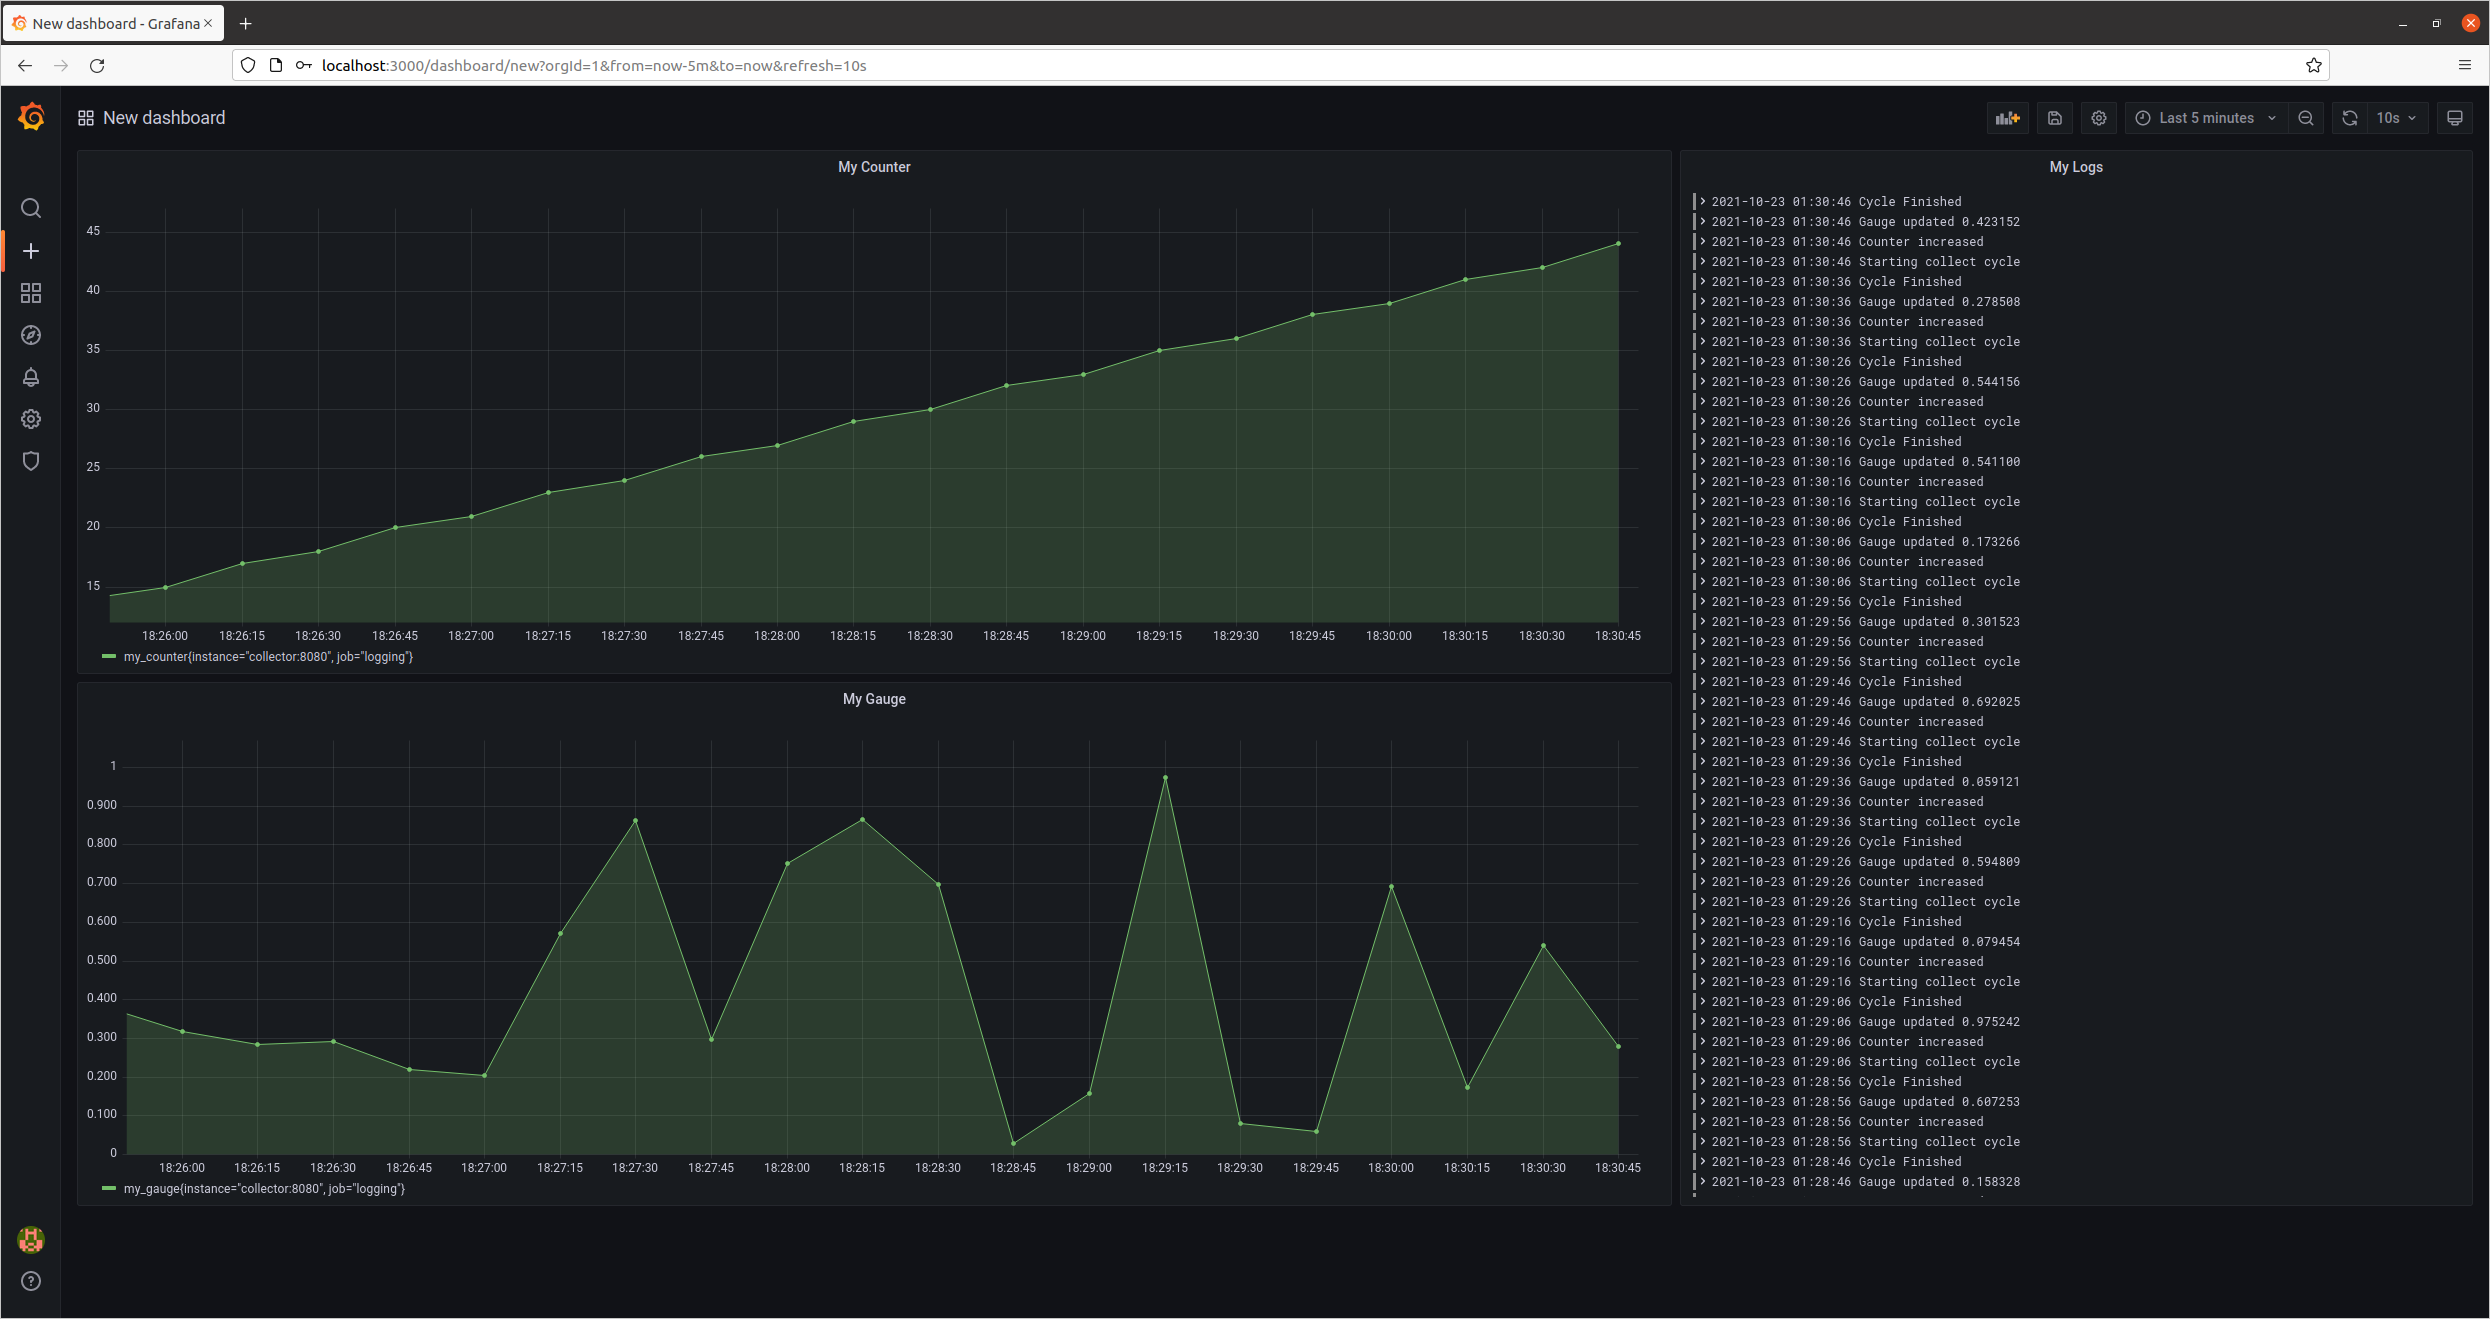 New dashboard - Grafana
localhost:3000/dashboard/new?orgId=1&from=now-5m&to=now&refresh=10s
New dashboard
Last 5 minutes
10s
My Counter
45
40
35
30
25
20
15
18:26:00 18:26:15 18:26:30 18:26:45 18:27:00 18:27:15 18:27:30 18:27:45 18:28:00 18:28:15 18:28:30 18:28:45 18:29:00 18:29:15 18:29:30 18:29:45 18:30:00 18:30:15 18:30:30 18:30:45
my_counter{instance="collector:8080", job="logging"}
My Gauge
1
0.900
0.800
0.700
0.600
0.500
0.400
0.300
0.200
0.100
0
18:26:00 18:26:15 18:26:30 18:26:45 18:27:00 18:27:15 18:27:30 18:27:45 18:28:00 18:28:15 18:28:30 18:28:45 18:29:00 18:29:15 18:29:30 18:29:45 18:30:00 18:30:15 18:30:30 18:30:45
my_gauge{instance="collector:8080", job="logging"}
My Logs
2021-10-23 01:30:46 Cycle Finished
2021-10-23 01:30:46 Gauge updated 0.423152
2021-10-23 01:30:46 Counter increased
2021-10-23 01:30:46 Starting collect cycle
2021-10-23 01:30:36 Cycle Finished
2021-10-23 01:30:36 Gauge updated 0.278508
2021-10-23 01:30:36 Counter increased
2021-10-23 01:30:36 Starting collect cycle
2021-10-23 01:30:26 Cycle Finished
2021-10-23 01:30:26 Gauge updated 0.544156
2021-10-23 01:30:26 Counter increased
2021-10-23 01:30:26 Starting collect cycle
2021-10-23 01:30:16 Cycle Finished
2021-10-23 01:30:16 Gauge updated 0.541100
2021-10-23 01:30:16 Counter increased
2021-10-23 01:30:16 Starting collect cycle
2021-10-23 01:30:06 Cycle Finished
2021-10-23 01:30:06 Gauge updated 0.173266
2021-10-23 01:30:06 Counter increased
2021-10-23 01:30:06 Starting collect cycle
2021-10-23 01:29:56 Cycle Finished
2021-10-23 01:29:56 Gauge updated 0.301523
2021-10-23 01:29:56 Counter increased
2021-10-23 01:29:56 Starting collect cycle
2021-10-23 01:29:46 Cycle Finished
2021-10-23 01:29:46 Gauge updated 0.692025
2021-10-23 01:29:46 Counter increased
2021-10-23 01:29:46 Starting collect cycle
2021-10-23 01:29:36 Cycle Finished
2021-10-23 01:29:36 Gauge updated 0.059121
2021-10-23 01:29:36 Counter increased
2021-10-23 01:29:36 Starting collect cycle
2021-10-23 01:29:26 Cycle Finished
2021-10-23 01:29:26 Gauge updated 0.594809
2021-10-23 01:29:26 Counter increased
2021-10-23 01:29:26 Starting collect cycle
2021-10-23 01:29:16 Cycle Finished
2021-10-23 01:29:16 Gauge updated 0.079454
2021-10-23 01:29:16 Counter increased
2021-10-23 01:29:16 Starting collect cycle
2021-10-23 01:29:06 Cycle Finished
2021-10-23 01:29:06 Gauge updated 0.975242
2021-10-23 01:29:06 Counter increased
2021-10-23 01:29:06 Starting collect cycle
2021-10-23 01:28:56 Cycle Finished
2021-10-23 01:28:56 Gauge updated 0.607253
2021-10-23 01:28:56 Counter increased
2021-10-23 01:28:56 Starting collect cycle
2021-10-23 01:28:46 Cycle Finished
2021-10-23 01:28:46 Gauge updated 0.158328